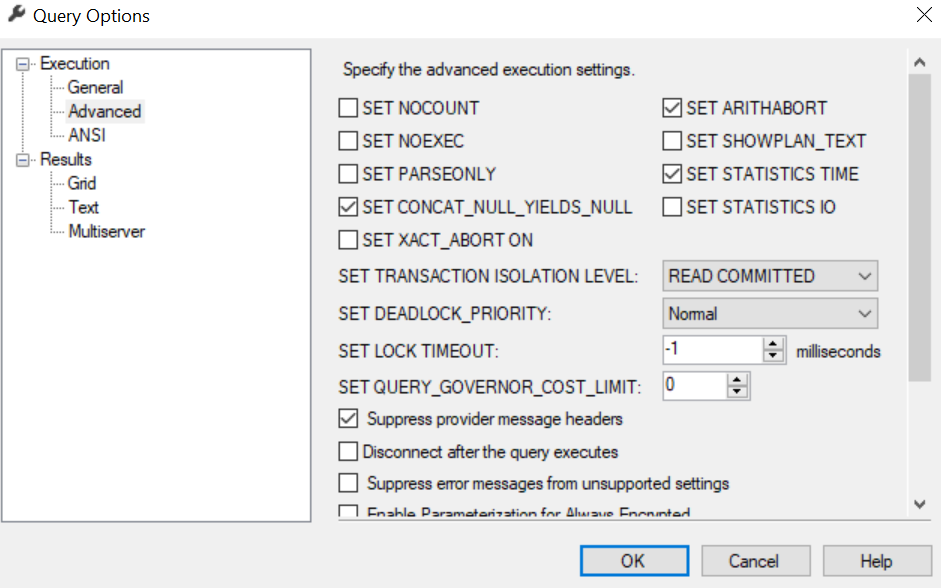 Query Options
Execution
General
Advanced
ANSI
Results
Grid
Text
Multiserver
Specify the advanced execution settings.
SET NOCOUNT
SET ARITHABORT
SET NOEXEC
SET SHOWPLAN_TEXT
SET PARSEONLY
SET STATISTICS TIME
SET CONCAT_NULL_YIELDS_NULL
SET STATISTICS IO
SET XACT_ABORT ON
SET TRANSACTION ISOLATION LEVEL: READ COMMITTED
SET DEADLOCK_PRIORITY: Normal
SET LOCK TIMEOUT: -1 milliseconds
SET QUERY_GOVERNOR_COST_LIMIT: 0
Suppress provider message headers
Disconnect after the query executes
Suppress error messages from unsupported settings
Enable Parameterization for Always Encrypted
OK Cancel Help